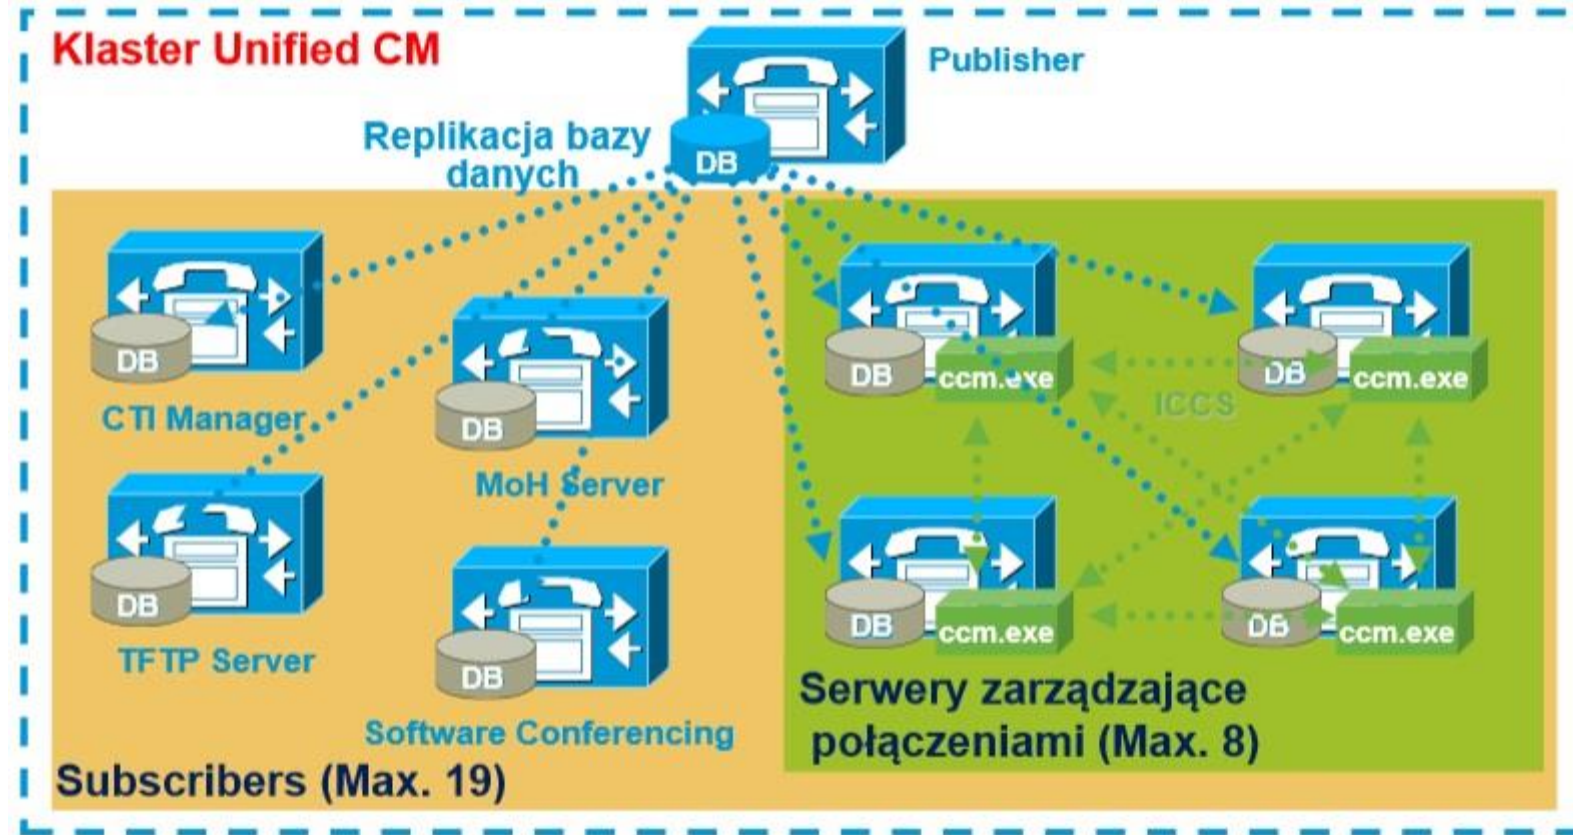 Klaster Unified CM
Publisher
Replikacja bazy
danych
DB
DB
CTI Manager
DB
MoH Server
DB
TFTP Server
DB
Software Conferencing
Subscribers (Max. 19)
DB
ccm.exe
DB
ccm.exe
ICCS
DB
ccm.exe
DB
ccm.exe
Serwery zarządzające
połączeniami (Max. 8)